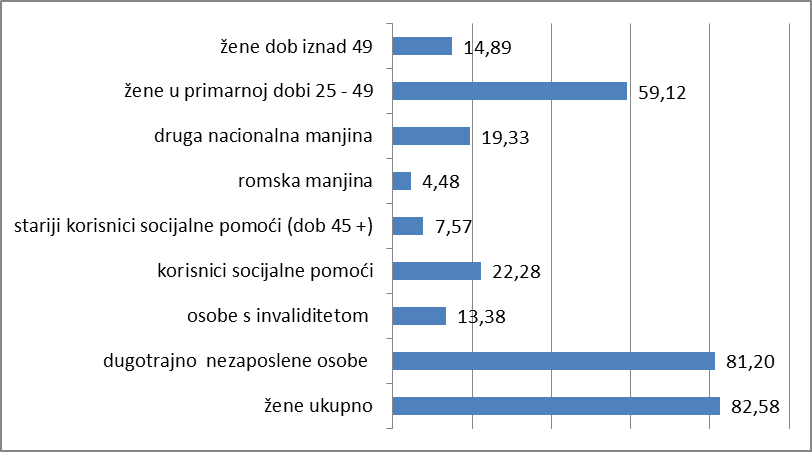 žene dob iznad 49 14,89
žene u primarnoj dobi 25 - 49 59,12
druga nacionalna manjina 19,33
romska manjina 4,48
stariji korisnici socijalne pomoći (dob 45 +) 7,57
korisnici socijalne pomoći 22,28
osobe s invaliditetom 13,38
dugotrajno nezaposlene osobe 81,20
žene ukupno 82,58